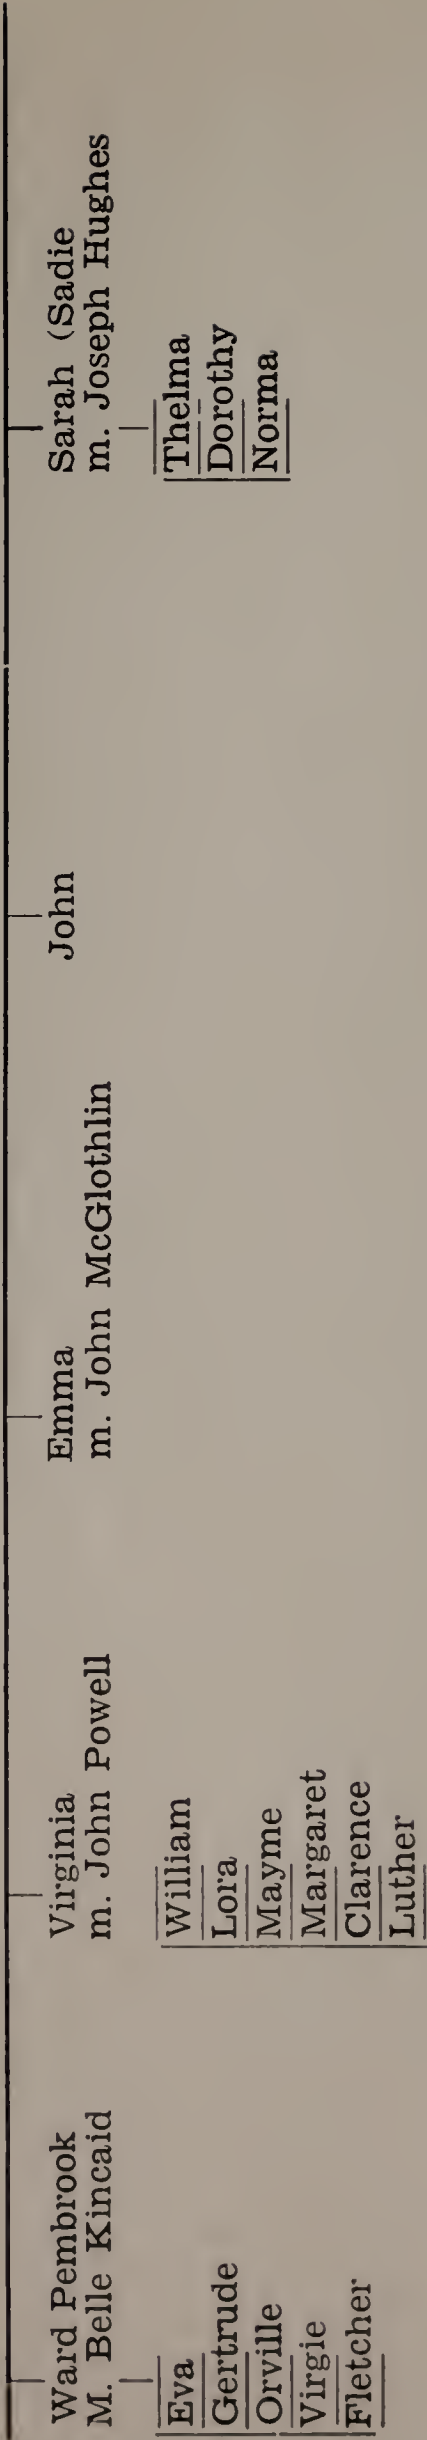 Ward Pembrook
M. Belle Kincaid
Eva
Gertrude
Orville
Virgie
Fletcher
Virginia
m. John Powell
William
Lora
Mayme
Margaret
Clarence
Luther
Emma
m. John McGlothlin
John
Sarah (Sadie
m. Joseph Hughes
Thelma
Dorothy
Norma